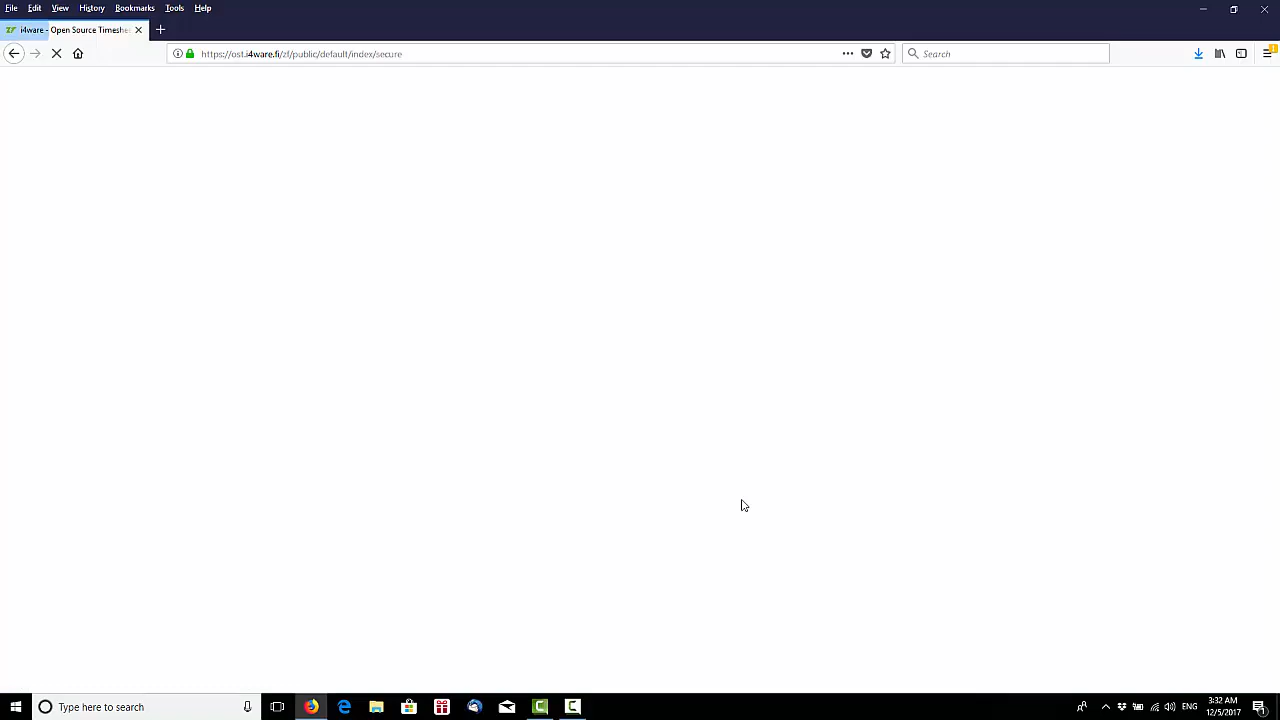 File Edit View History Bookmarks Tools Help
i4ware - Open Source Timeshe
https://ost.i4ware.fi/zf/public/default/index/secure
Search
Type here to search
ENG
3:32 AM
12/5/2017